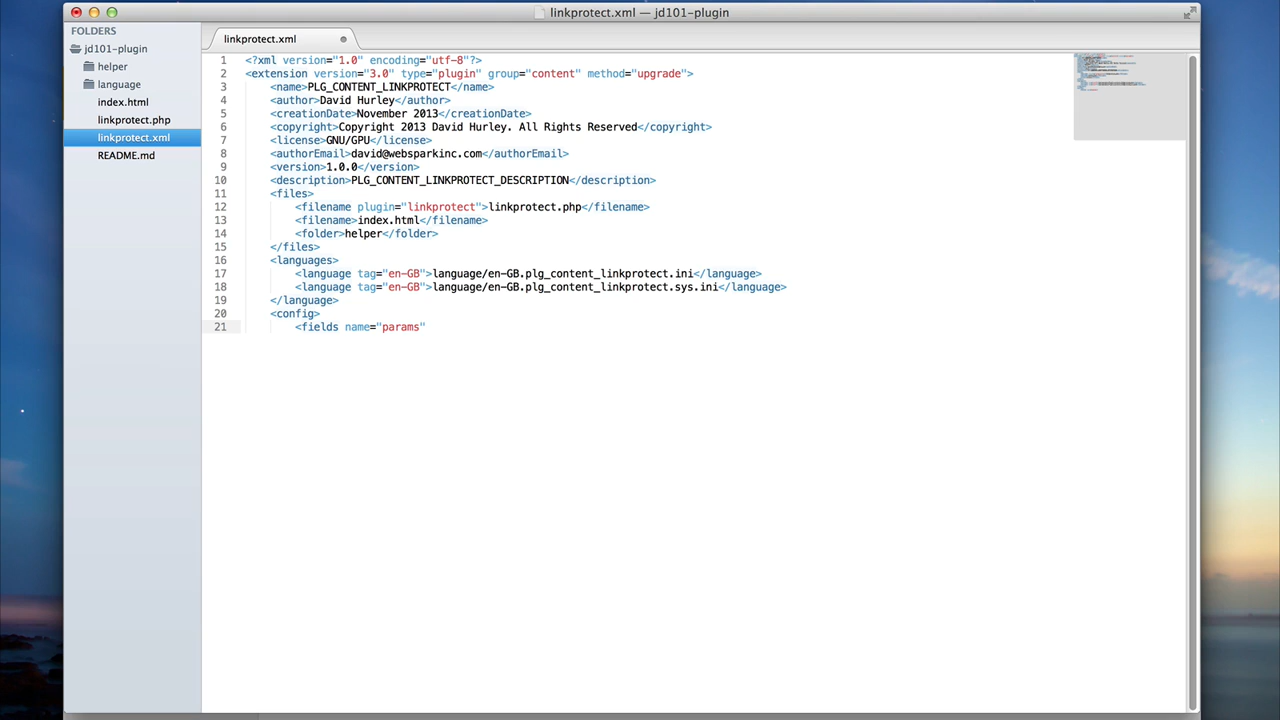 linkprotect.xml — jd101-plugin
FOLDERS
jd101-plugin
helper
language
index.html
linkprotect.php
linkprotect.xml
README.md
linkprotect.xml
1 <?xml version="1.0" encoding="utf-8"?>
2 <extension version="3.0" type="plugin" group="content" method="upgrade">
3 <name>PLG_CONTENT_LINKPROTECT</name>
4 <author>David Hurley</author>
5 <creationDate>November 2013</creationDate>
6 <copyright>Copyright 2013 David Hurley. All Rights Reserved</copyright>
7 <license>GNU/GPU</license>
8 <authorEmail>david@websparkinc.com</authorEmail>
9 <version>1.0.0</version>
10 <description>PLG_CONTENT_LINKPROTECT_DESCRIPTION</description>
11 <files>
12 <filename plugin="linkprotect">linkprotect.php</filename>
13 <filename>index.html</filename>
14 <folder>helper</folder>
15 </files>
16 <languages>
17 <language tag="en-GB">language/en-GB.plg_content_linkprotect.ini</language>
18 <language tag="en-GB">language/en-GB.plg_content_linkprotect.sys.ini</language>
19 </language>
20 <config>
21 <fields name="params"